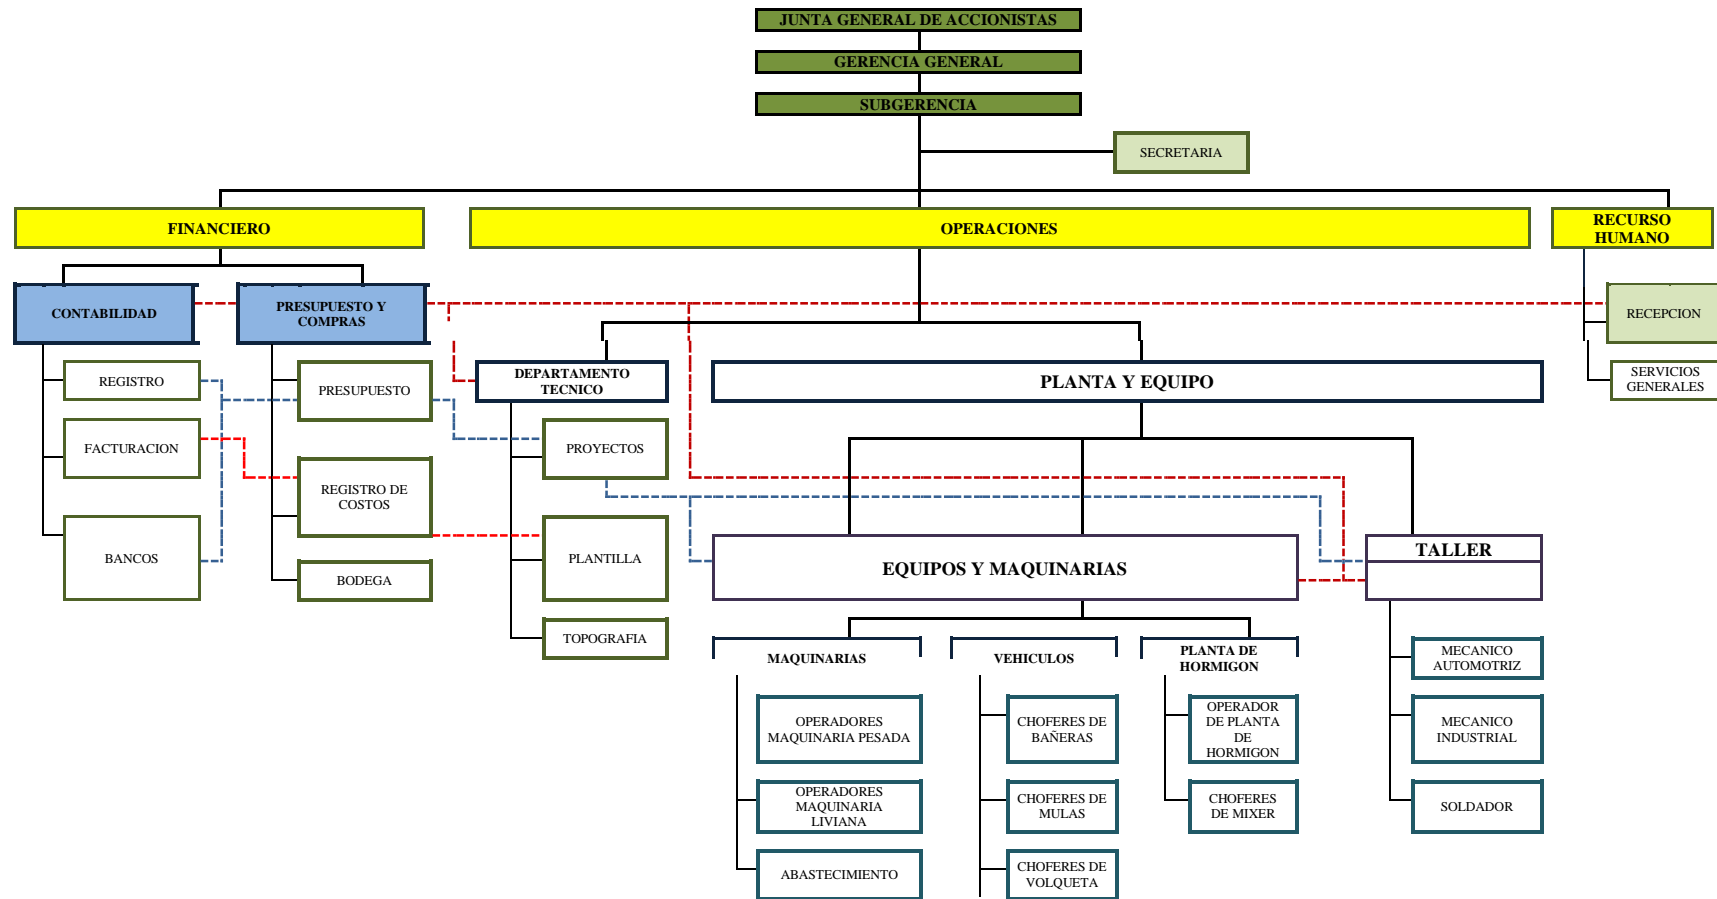 JUNTA GENERAL DE ACCIONISTAS
GERENCIA GENERAL
SUBGERENCIA
SECRETARIA
FINANCIERO
OPERACIONES
RECURSO
HUMANO
CONTABILIDAD
PRESUPUESTO Y
COMPRAS
RECEPCION
REGISTRO
PRESUPUESTO
DEPARTAMENTO
TECNICO
PLANTA Y EQUIPO
SERVICIOS
GENERALES
FACTURACION
PROYECTOS
REGISTRO DE
COSTOS
BANCOS
PLANTILLA
EQUIPOS Y MAQUINARIAS
TALLER
BODEGA
TOPOGRAFIA
MAQUINARIAS
VEHICULOS
PLANTA DE
HORMIGON
MECANICO
AUTOMOTRIZ
OPERADORES
MAQUINARIA PESADA
CHOFERES DE
BAÑERAS
OPERADOR
DE PLANTA
DE
HORMIGON
MECANICO
INDUSTRIAL
OPERADORES
MAQUINARIA
LIVIANA
CHOFERES DE
MULAS
CHOFERES
DE MIXER
SOLDADOR
ABASTECIMIENTO
CHOFERES DE
VOLQUETA